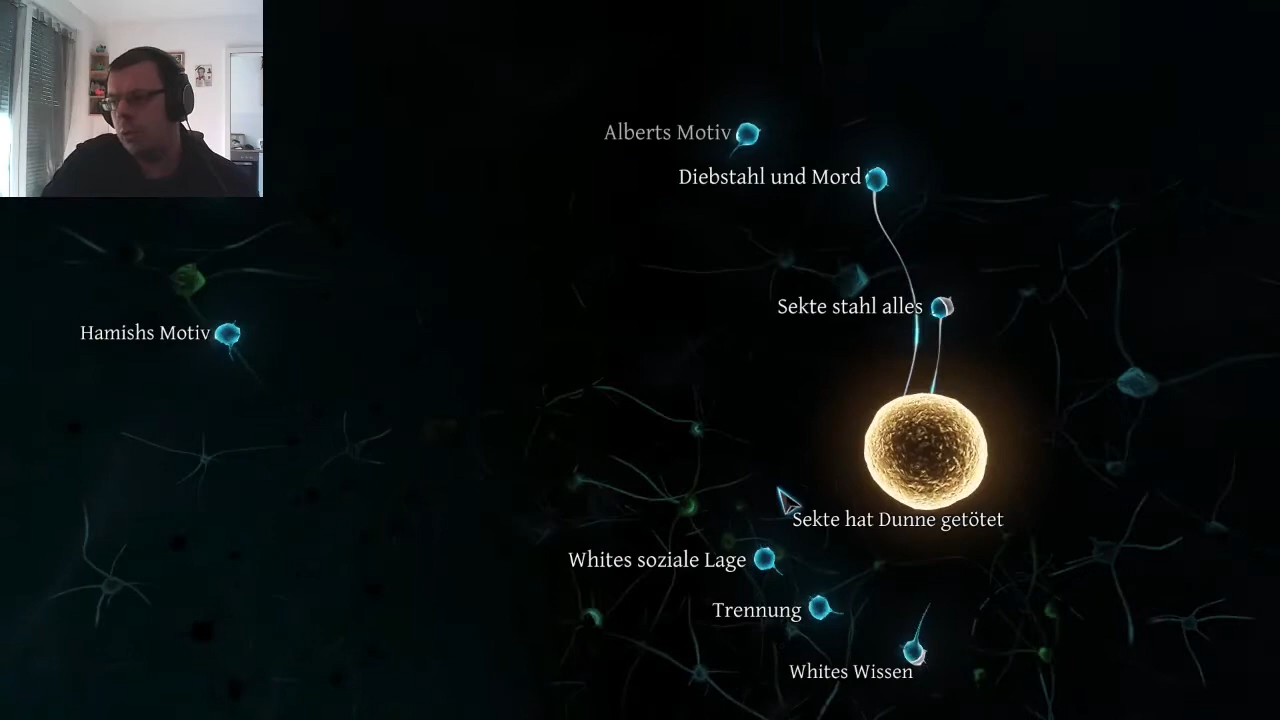 Alberts Motiv
Diebstahl und Mord
Sekte stahl alles
Hamishs Motiv
Sekte hat Dunne getötet
Whites soziale Lage
Trennung
Whites Wissen